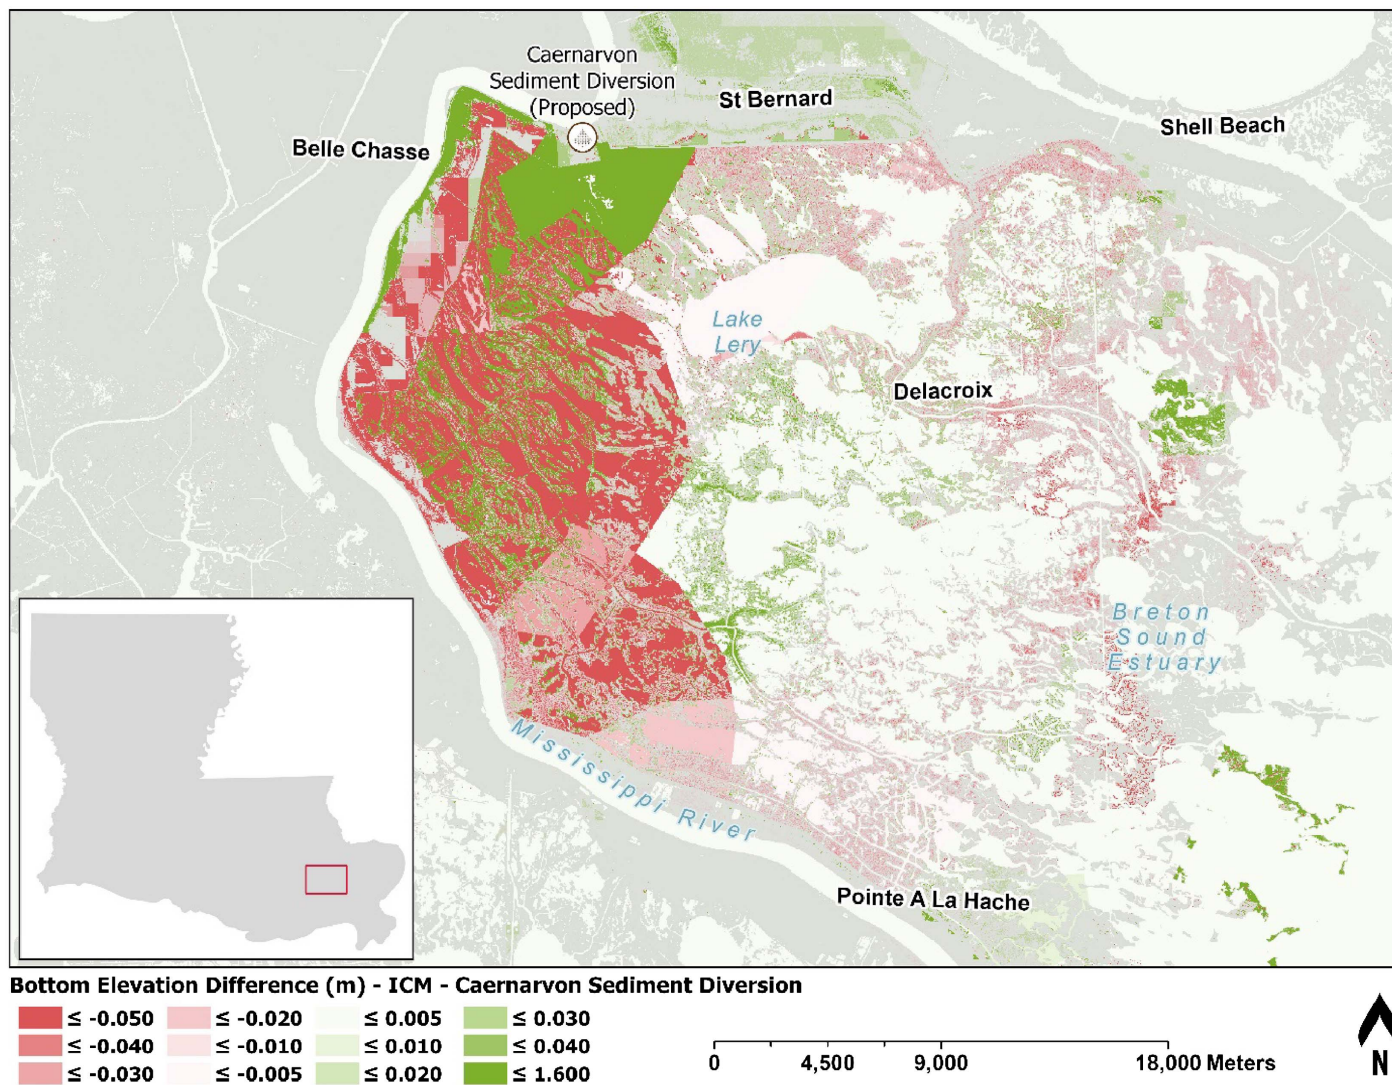 Caernarvon
Sediment Diversion
(Proposed)
St Bernard
Shell Beach
Belle Chasse
Lake
Lery
Delacroix
Breton
Sound
Estuary
Mississippi River
Pointe A La Hache
Bottom Elevation Difference (m) - ICM - Caernarvon Sediment Diversion
≤ -0.050 ≤ -0.020 ≤ 0.005 ≤ 0.030
≤ -0.040 ≤ -0.010 ≤ 0.010 ≤ 0.040
≤ -0.030 ≤ -0.005 ≤ 0.020 ≤ 1.600
0 4,500 9,000 18,000 Meters
N